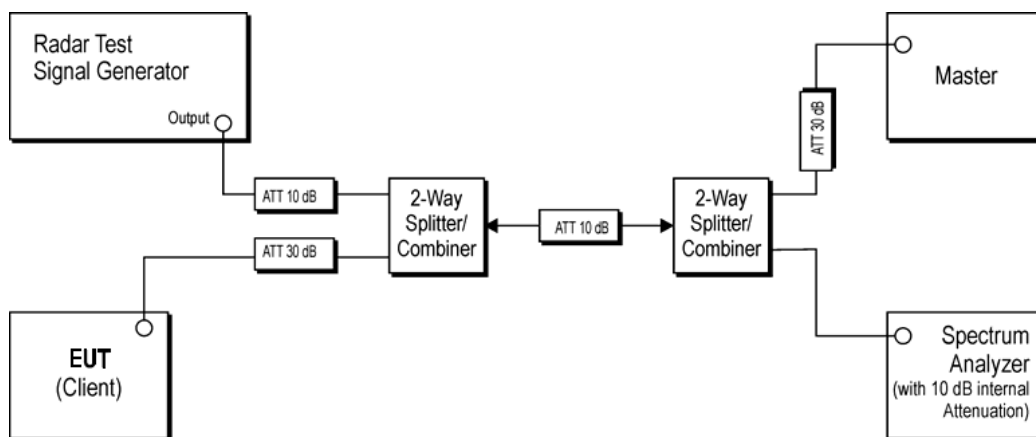 Radar Test
Signal Generator
Output
ATT 10 dB
2-Way
Splitter/
Combiner
ATT 30 dB
EUT
(Client)
ATT 10 dB
2-Way
Splitter/
Combiner
ATT 30 dB
Master
Spectrum
Analyzer
(with 10 dB internal
Attenuation)